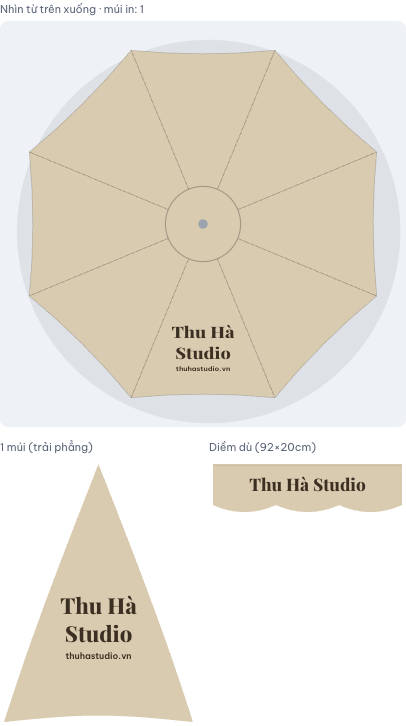 Nhìn từ trên xuống · múi in: 1
Thu Hà
Studio
thuhastudio.vn
1 múi (trải phẳng)
Diềm dù (92×20cm)
Thu Hà Studio
Thu Hà
Studio
thuhastudio.vn